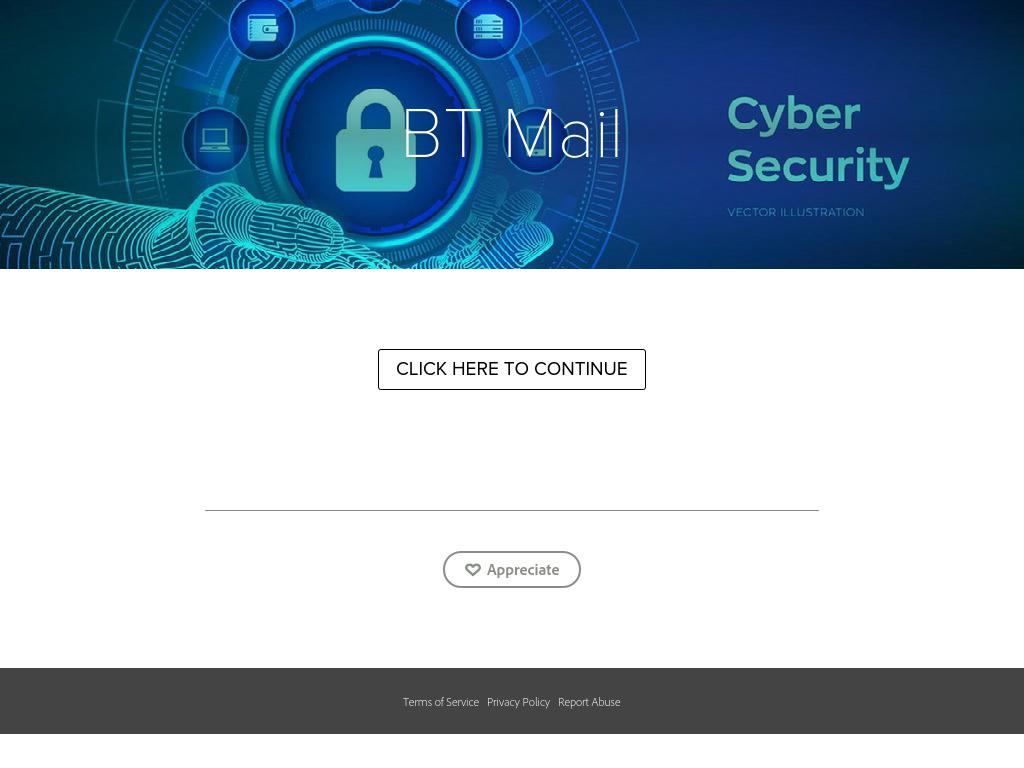 BT Mail
Cyber
Security
VECTOR ILLUSTRATION
CLICK HERE TO CONTINUE
Appreciate
Terms of Service Privacy Policy Report Abuse